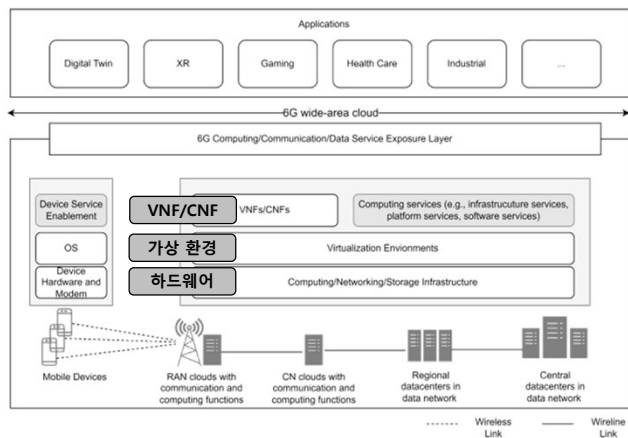 Applications
Digital Twin
XR
Gaming
Health Care
Industrial
...
6G wide-area cloud
6G Computing/Communication/Data Service Exposure Layer
Device Service
Enablement
VNF/CNF
VNFs/CNFs
Computing services (e.g., infrastrucuture services,
platform services, software services)
OS
가상 환경
Virtualization Envionments
Device
Hardware and
Modem
하드웨어
Computing/Networking/Storage Infrastructure
Mobile Devices
RAN clouds with
communication and
computing functions
CN clouds with
communication and
computing functions
Regional
datacenters in
data network
Central
datacenters in
data network
Wireless
Link
Wireline
Link